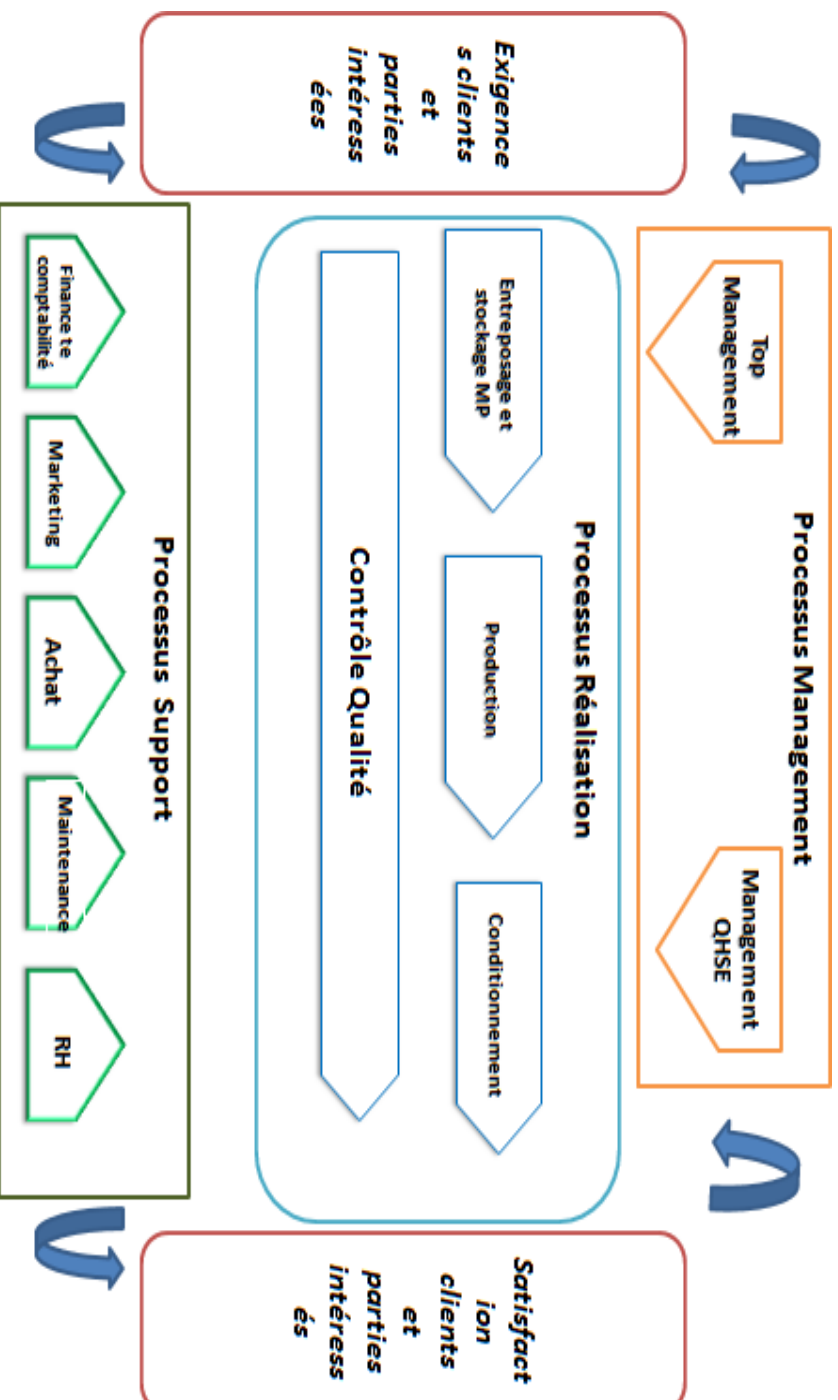 Processus Management
Top
Management
Management
QHSE
Exigence
s clients
et
parties
intéress
ées
Processus Réalisation
Entreposage et
stockage MP
Production
Conditionnement
Contrôle Qualité
Satisfact
ion
clients
et
parties
intéress
és
Processus Support
Finance te
comptabilité
Marketing
Achat
Maintenance
RH